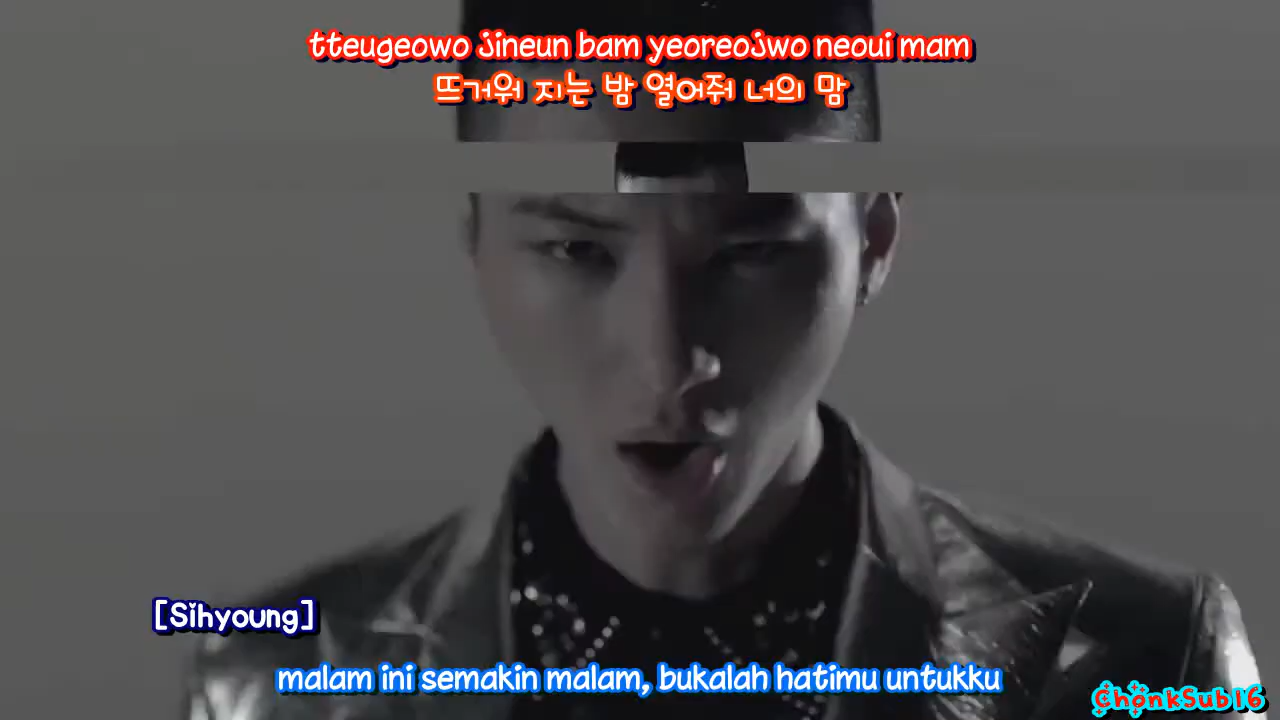 tteugeowo jineun bam yeoreojwo neoui mam
뜨거워 지는 밤 열어줘 너의 맘
[Sihyoung]
malam ini semakin malam, bukalah hatimu untukku
ChonkSub16